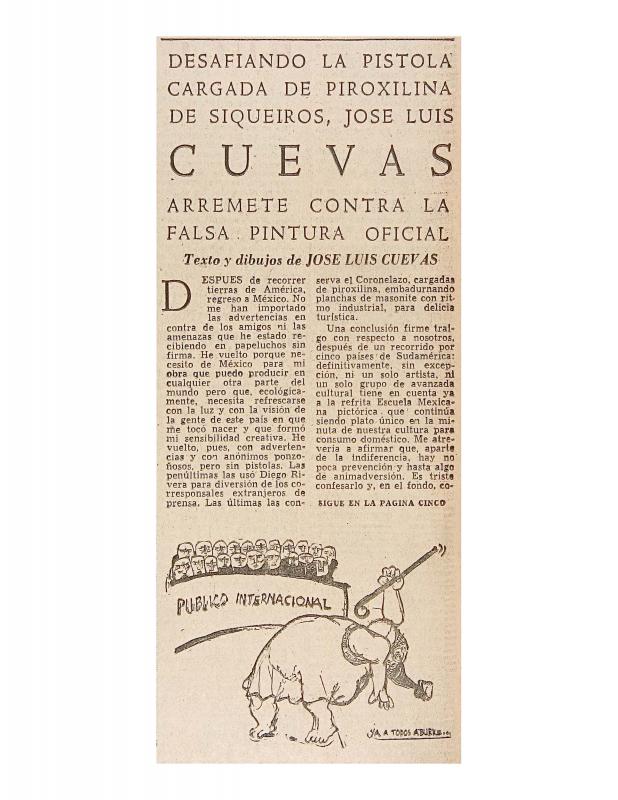 DESAFIANDO LA PISTOLA
CARGADA DE PIROXILINA
DE SIQUEIROS, JOSE LUIS
CUEVAS
ARREMETE CONTRA LA
FALSA PINTURA OFICIAL
Texto y dibujos de JOSE LUIS CUEVAS
DESPUES de recorrer
tierras de América,
regreso a México. No
me han importado
las advertencias en
contra de los amigos ni las
amenazas que he estado re-
cibiendo en papeluchos sin
firma. He vuelto porque ne-
cesito de México para mi
obra que puedo producir en
cualquier otra parte del
mundo pero que, ecológica-
mente, necesita refrescarse
con la luz y con la visión de
la gente de este país en que
me tocó nacer y que formó
mi sensibilidad creativa. He
vuelto, pues, con adverten-
cias y con anónimos ponzo-
ñosos, pero sin pistolas. Las
penúltimas las usó Diego Ri-
vera para diversión de los co-
rresponsales extranjeros de
prensa. Las últimas las con-
serva el Coronelazo, cargadas
de piroxilina, embadurnando
planchas de masonite con rit-
mo industrial, para delicia
turística.
Una conclusión firme trai-
go con respecto a nosotros,
después de un recorrido por
cinco países de Sudamérica:
definitivamente, sin excep-
ción, ni un solo artista, ni
un solo grupo de avanzada
cultural tiene en cuenta ya
a la refrita Escuela Mexica-
na pictórica que continúa
siendo plato único en la mi-
nuta de nuestra cultura para
consumo doméstico. Me atre-
vería a afirmar que, aparte
de la indiferencia, hay no
poca prevención y hasta algo
de animadversión. Es triste
confesarlo y, en el fondo, co-
SIGUE EN LA PAGINA CINCO
PUBLICO INTERNACIONAL
YA A TODOS ABURRE...